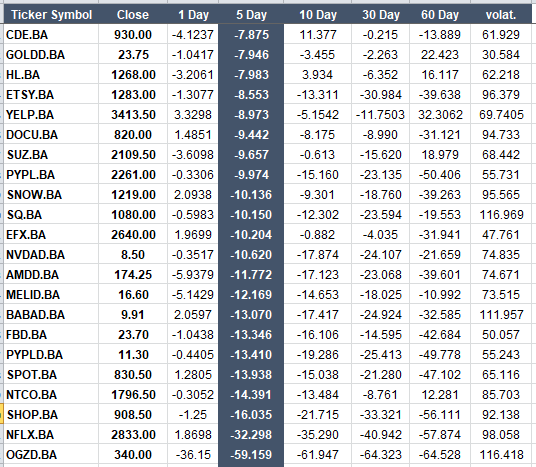 Ticker Symbol Close 1 Day 5 Day 10 Day 30 Day 60 Day volat.
CDE.BA 930.00 -4.1237 -7.875 11.377 -0.215 -13.889 61.929
GOLDD.BA 23.75 -1.0417 -7.946 -3.455 -2.263 22.423 30.584
HL.BA 1268.00 -3.2061 -7.983 3.934 -6.352 16.117 62.218
ETSY.BA 1283.00 -1.3077 -8.553 -13.311 -30.984 -39.638 96.379
YELP.BA 3413.50 3.3298 -8.973 -5.1542 -11.7503 32.3062 69.7405
DOCU.BA 820.00 1.4851 -9.442 -8.175 -8.990 -31.121 94.733
SUZ.BA 2109.50 -3.6098 -9.657 -0.613 -15.620 18.979 68.442
PYPL.BA 2261.00 -0.3306 -9.974 -15.160 -23.135 -50.406 55.731
SNOW.BA 1219.00 2.0938 -10.136 -9.301 -18.760 -39.263 95.565
SQ.BA 1080.00 -0.5983 -10.150 -12.302 -23.594 -19.553 116.969
EFX.BA 2640.00 1.9699 -10.204 -0.882 -4.035 -31.941 47.761
NVDAD.BA 8.50 -0.3517 -10.620 -17.874 -24.107 -21.659 74.835
AMDD.BA 174.25 -5.9379 -11.772 -17.123 -23.068 -39.601 74.671
MELID.BA 16.60 -5.1429 -12.169 -14.653 -18.025 -10.992 73.515
BABAD.BA 9.91 2.0597 -13.070 -17.417 -24.924 -32.585 111.957
FBD.BA 23.70 -1.0438 -13.346 -16.106 -14.595 -42.684 50.057
PYPLD.BA 11.30 -0.4405 -13.410 -19.286 -25.413 -49.778 55.243
SPOT.BA 830.50 1.2805 -13.938 -15.038 -21.280 -47.102 65.116
NTCO.BA 1796.50 -0.3052 -14.391 -13.484 -8.761 12.281 85.703
SHOP.BA 908.50 -1.25 -16.035 -21.715 -33.321 -56.111 92.138
NFLX.BA 2833.00 1.8698 -32.298 -35.290 -40.942 -57.874 98.058
OGZD.BA 340.00 -36.15 -59.159 -61.947 -64.323 -64.528 116.418